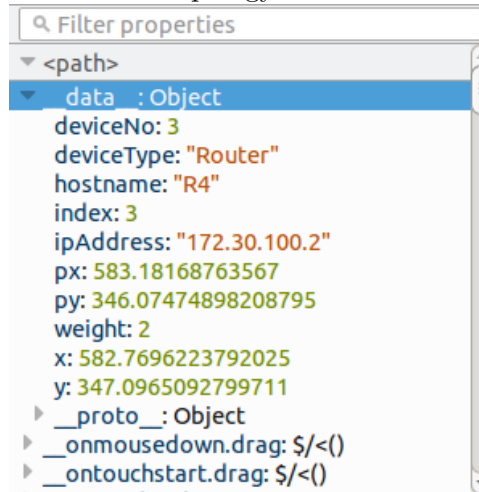 Filter properties
<path>
__data__: Object
deviceNo: 3
deviceType: "Router"
hostname: "R4"
index: 3
ipAddress: "172.30.100.2"
px: 583.18168763567
py: 346.07474898208795
weight: 2
x: 582.7696223792025
y: 347.0965092799711
__proto__: Object
__onmousedown.drag: $/<()
__ontouchstart.drag: $/<()